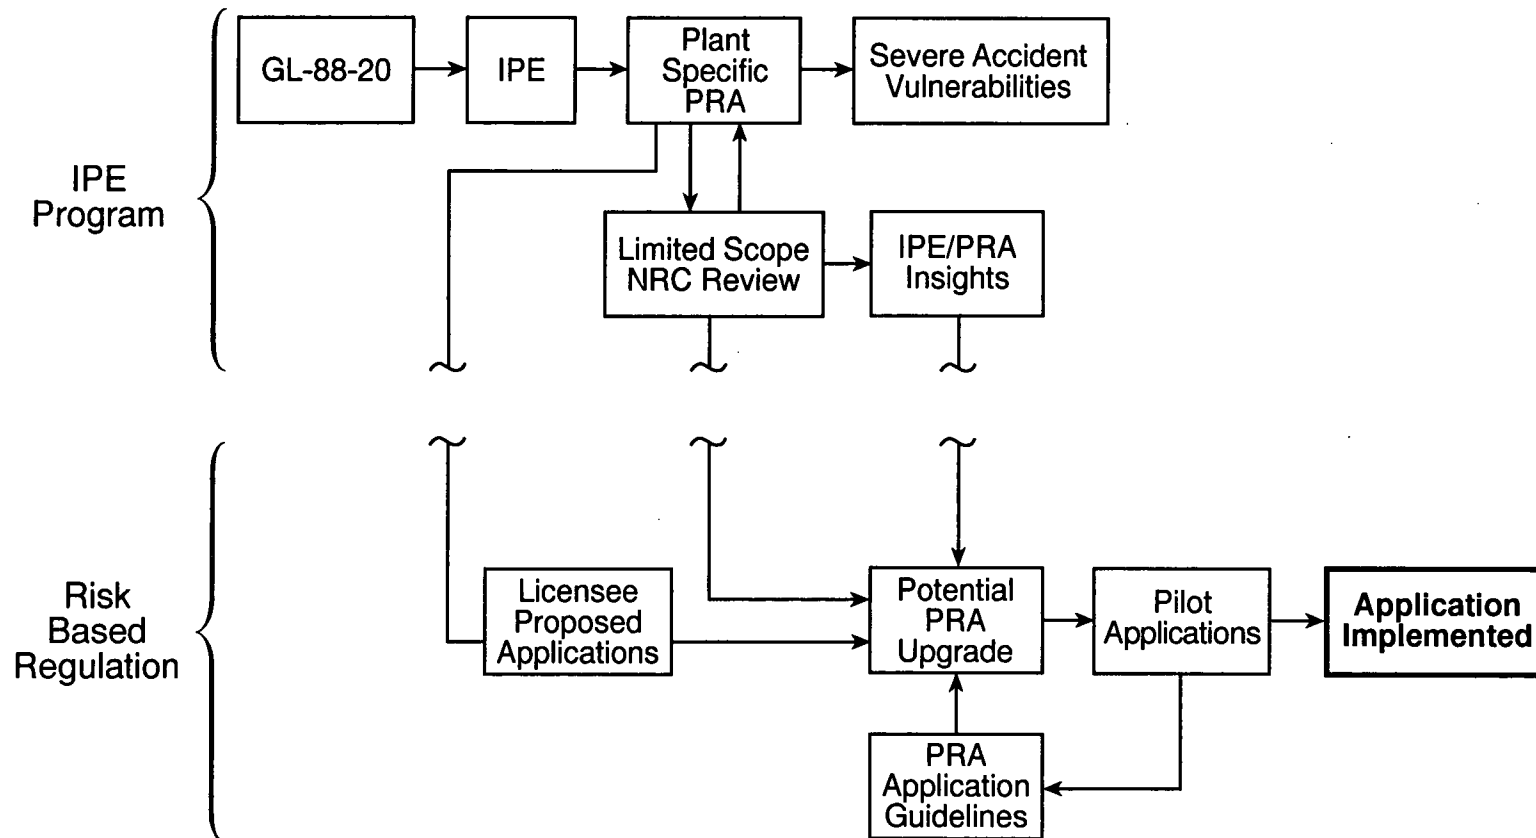 GL-88-20
IPE
Plant
Specific
PRA
Severe Accident
Vulnerabilities
IPE
Program
Limited Scope
NRC Review
IPE/PRA
Insights
Risk
Based
Regulation
Licensee
Proposed
Applications
Potential
PRA
Upgrade
Pilot
Applications
Application
Implemented
PRA
Application
Guidelines